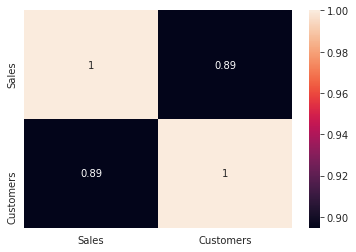 Sales
1
0.89
Customers
0.89
1
Sales
Customers
1.00
0.98
0.96
0.94
0.92
0.90